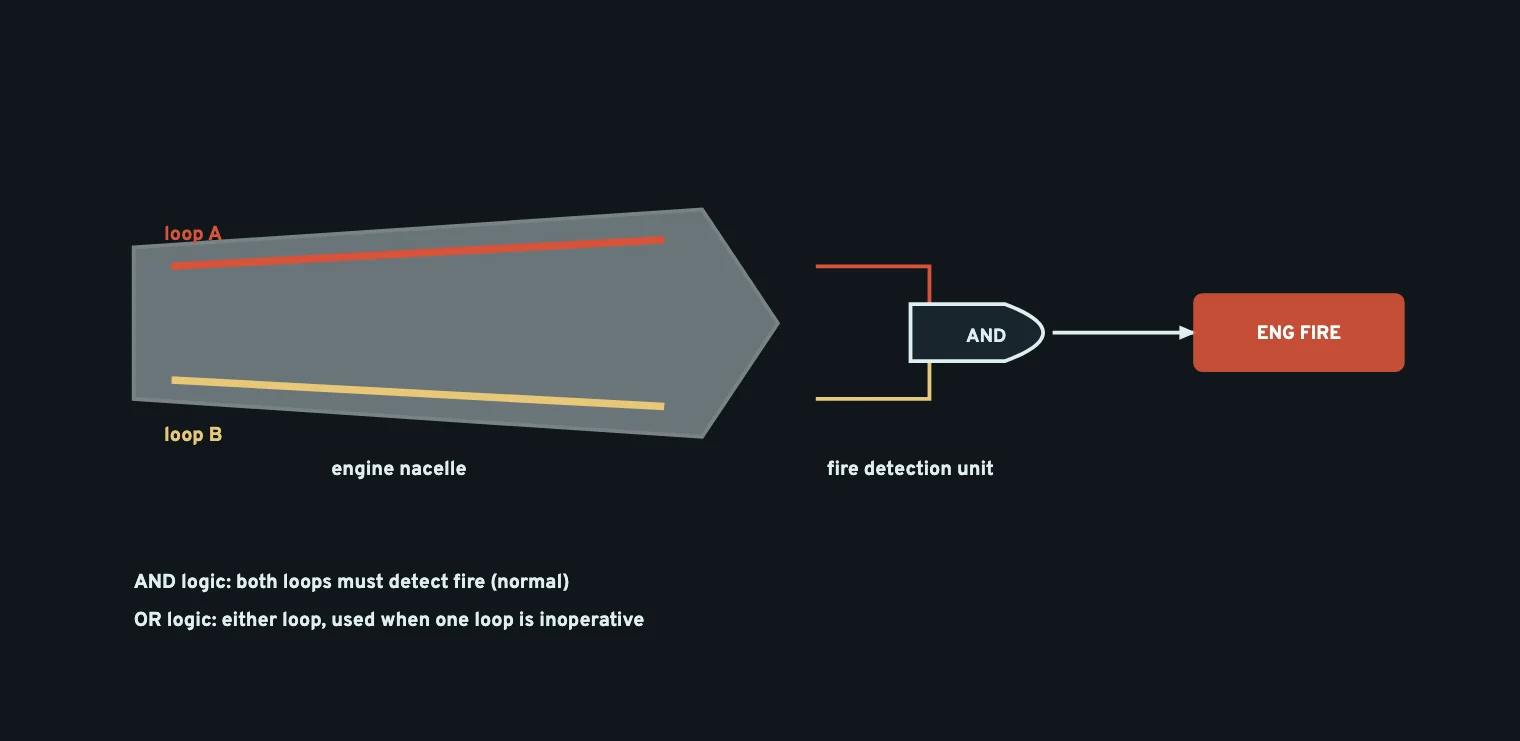 loop A
AND
ENG FIRE
loop B
engine nacelle
fire detection unit
AND logic: both loops must detect fire (normal)
OR logic: either loop, used when one loop is inoperative